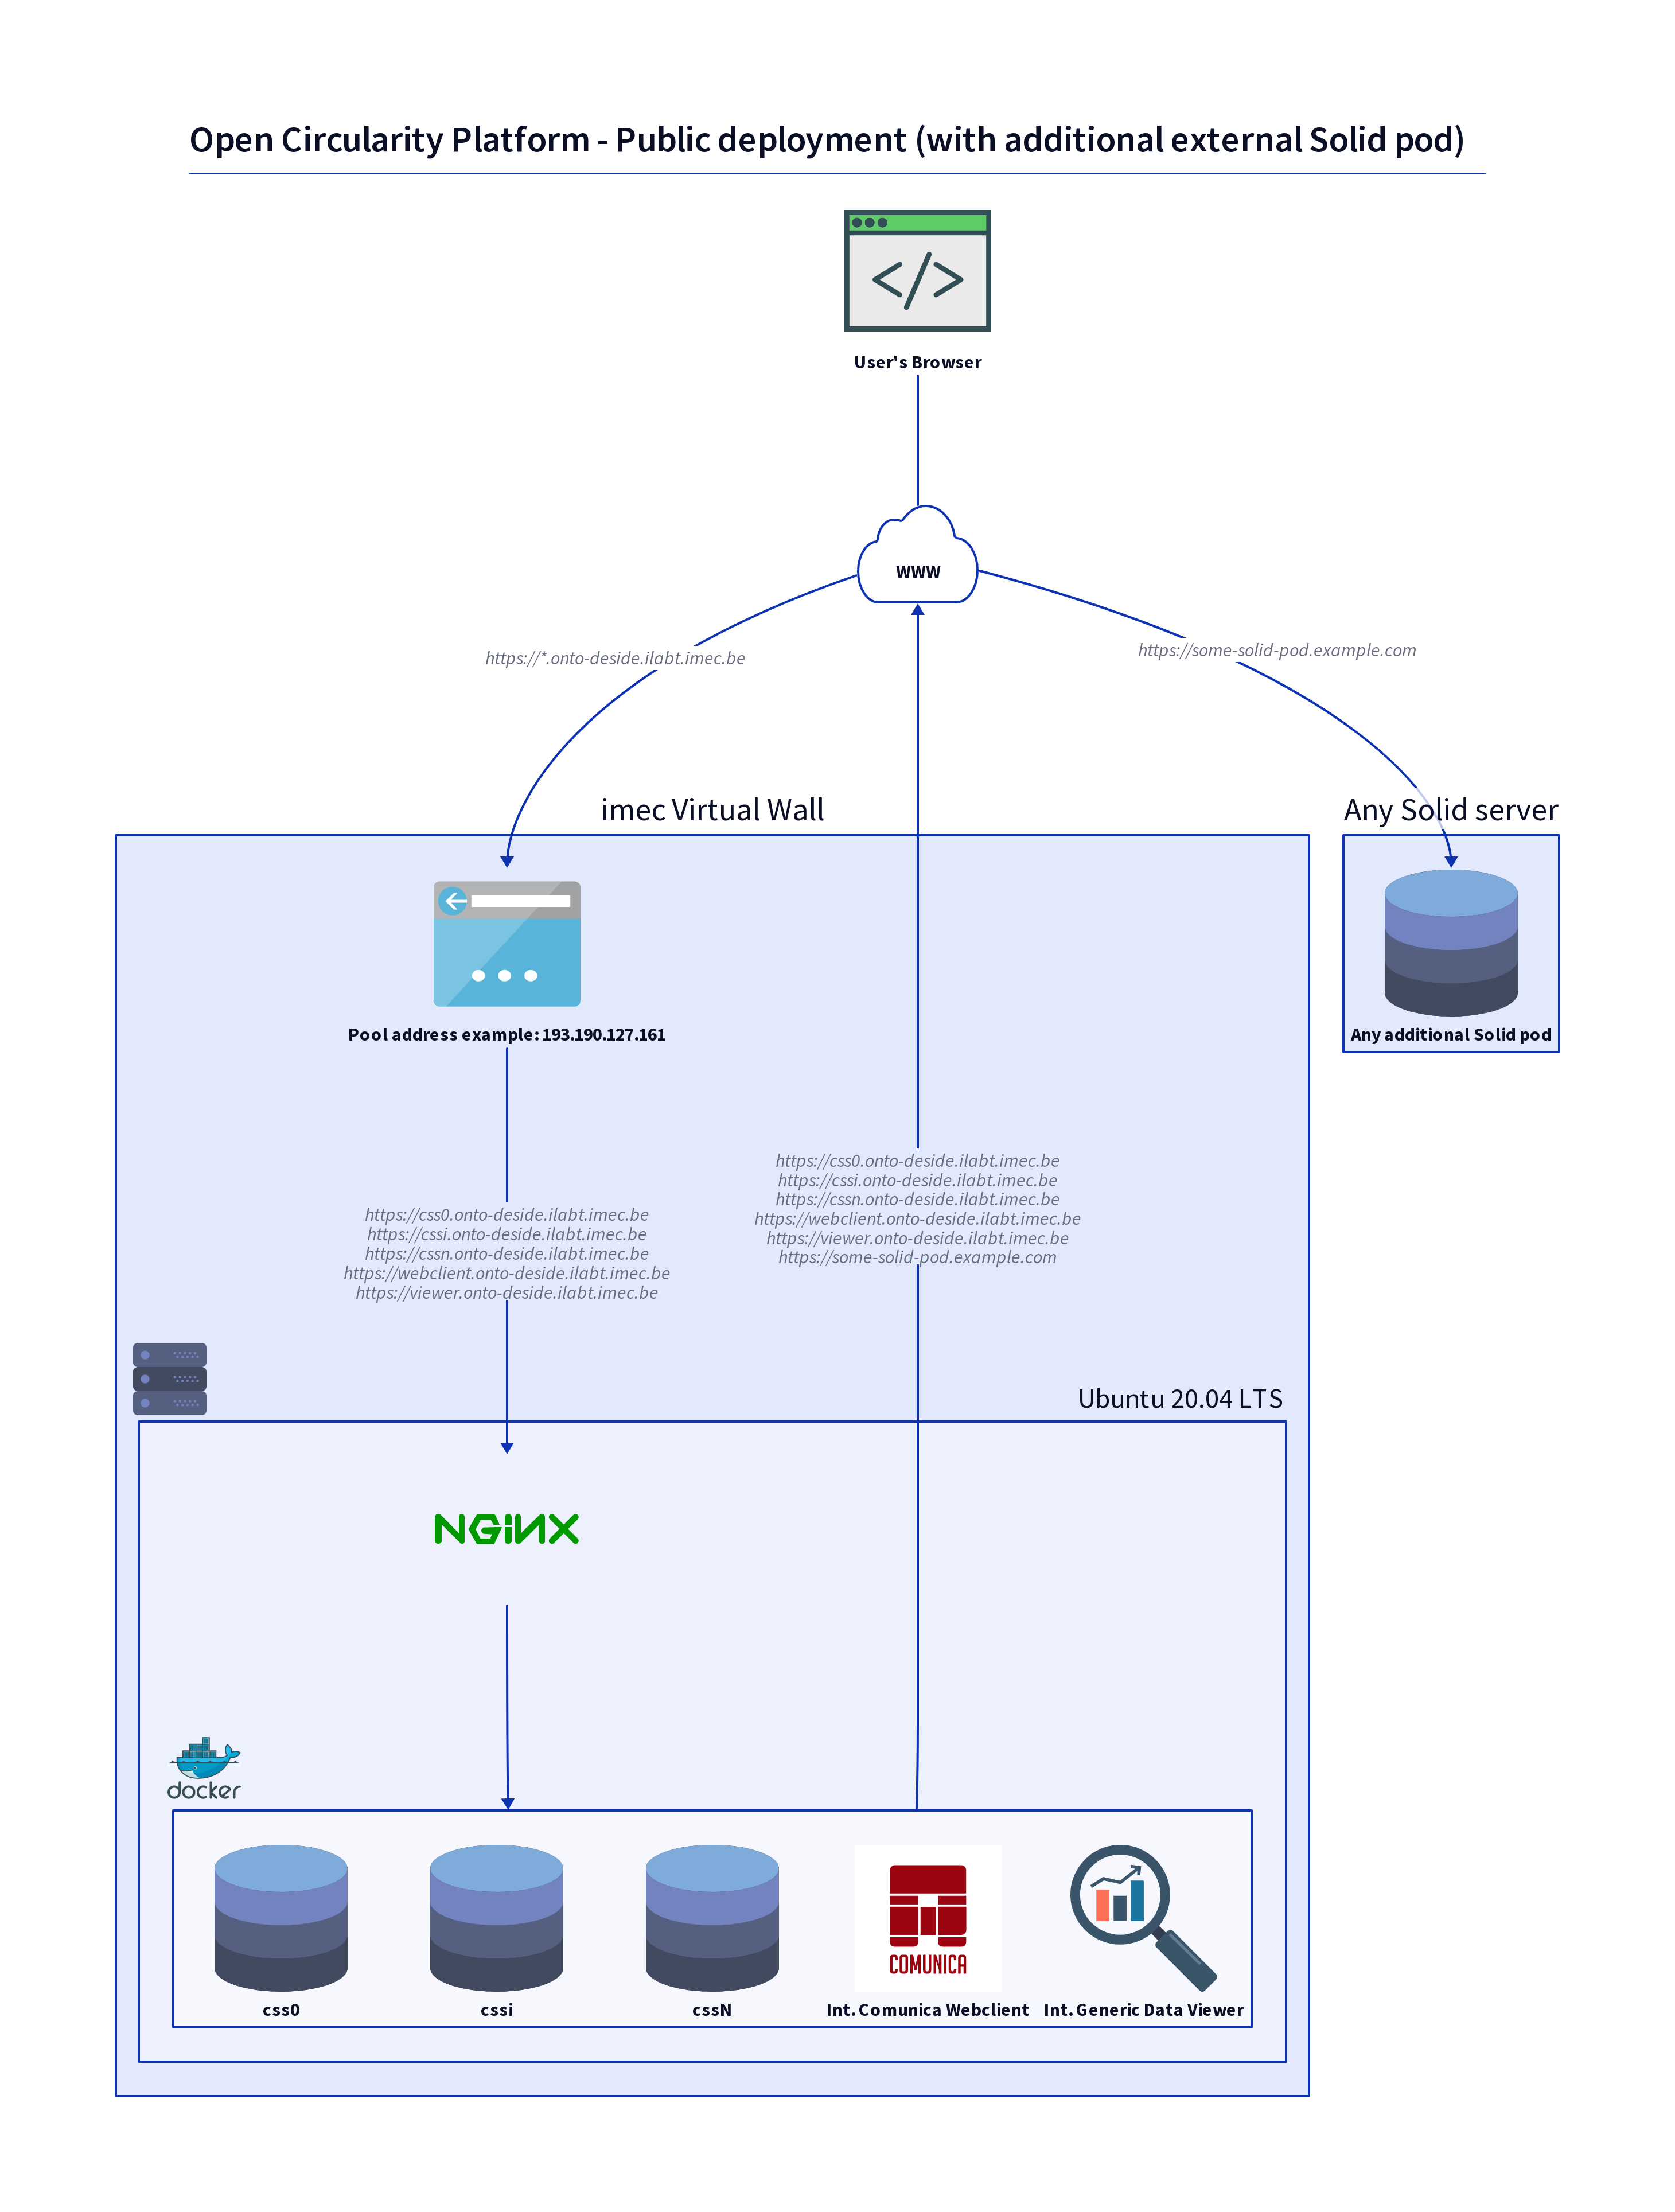 Open Circularity Platform - Public deployment (with additional external Solid pod)
</>
User's Browser
www
https://*.onto-deside.ilabt.imec.be
https://some-solid-pod.example.com
imec Virtual Wall
Any Solid server
Pool address example: 193.190.127.161
Any additional Solid pod
https://css0.onto-deside.ilabt.imec.be
https://cssi.onto-deside.ilabt.imec.be
https://cssn.onto-deside.ilabt.imec.be
https://webclient.onto-deside.ilabt.imec.be
https://viewer.onto-deside.ilabt.imec.be
https://some-solid-pod.example.com
https://css0.onto-deside.ilabt.imec.be
https://cssi.onto-deside.ilabt.imec.be
https://cssn.onto-deside.ilabt.imec.be
https://webclient.onto-deside.ilabt.imec.be
https://viewer.onto-deside.ilabt.imec.be
Ubuntu 20.04 LTS
NGiNX
docker
COMUNICA
css0
cssi
cssN
Int. Comunica Webclient
Int. Generic Data Viewer